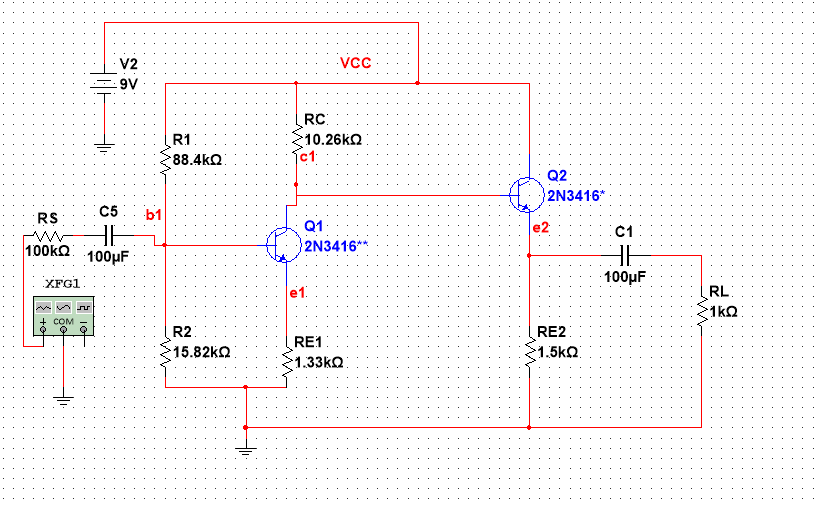 VCC
V2
9V
R1
88.4kΩ
RC
10.26kΩ
c1
Q2
2N3416*
RS
100kΩ
C5
100µF
b1
Q1
2N3416**
e1
e2
C1
100µF
XFG1
COM
RL
1kΩ
R2
15.82kΩ
RE1
1.33kΩ
RE2
1.5kΩ